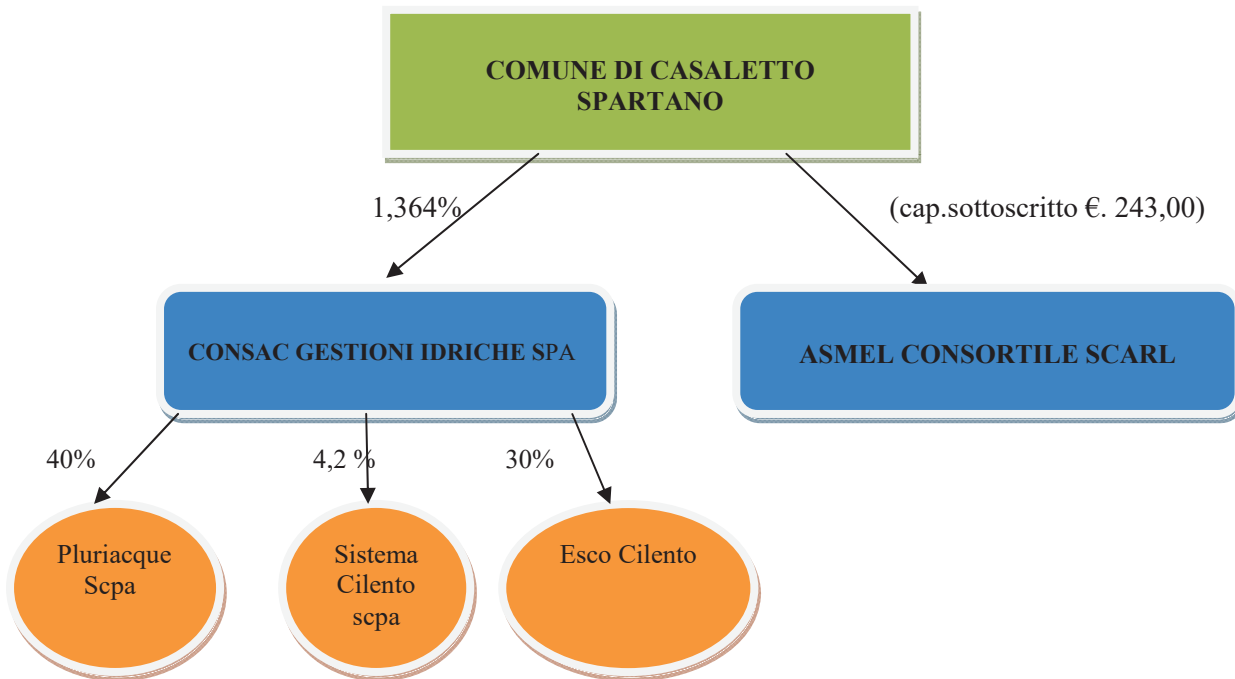 COMUNE DI CASALETTO
SPARTANO
1,364%
(cap.sottoscritto €. 243,00)
CONSAC GESTIONI IDRICHE SPA
ASMEL CONSORTILE SCARL
40%
4,2 %
30%
Pluriacque
Scpa
Sistema
Cilento
scpa
Esco Cilento